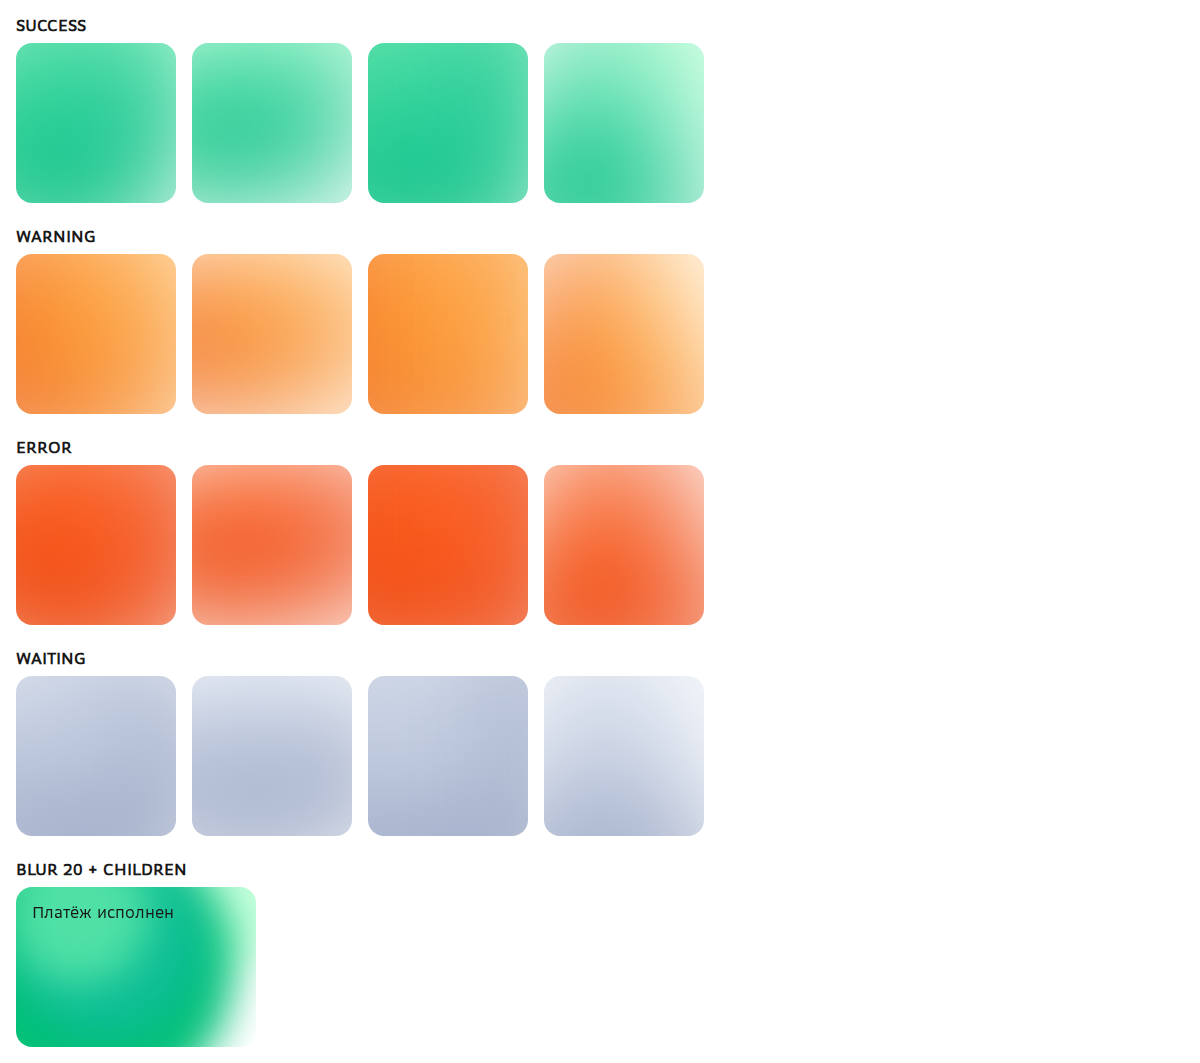 SUCCESS
WARNING
ERROR
WAITING
BLUR 20 + CHILDREN
Платёж исполнен